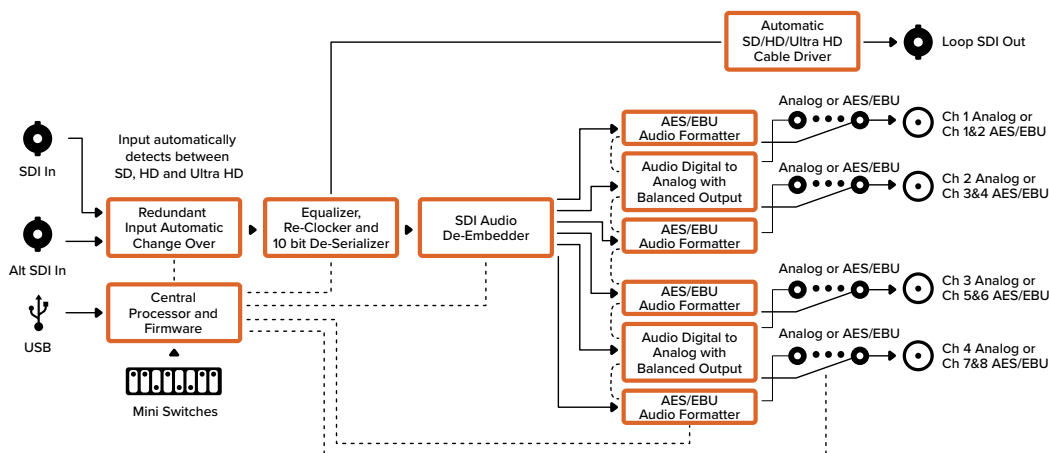 Automatic
SD/HD/Ultra HD
Cable Driver
Loop SDI Out
SDI In
Input automatically
detects between
SD, HD and Ultra HD
Alt SDI In
Redundant
Input Automatic
Change Over
Equalizer,
Re-Clocker and
10 bit De-Serializer
SDI Audio
De-Embedder
USB
Central
Processor and
Firmware
Mini Switches
AES/EBU
Audio Formatter
Audio Digital to
Analog with
Balanced Output
AES/EBU
Audio Formatter
AES/EBU
Audio Formatter
Audio Digital to
Analog with
Balanced Output
AES/EBU
Audio Formatter
Analog or AES/EBU
Ch 1 Analog or
Ch 1&2 AES/EBU
Analog or AES/EBU
Ch 2 Analog or
Ch 3&4 AES/EBU
Analog or AES/EBU
Ch 3 Analog or
Ch 5&6 AES/EBU
Analog or AES/EBU
Ch 4 Analog or
Ch 7&8 AES/EBU